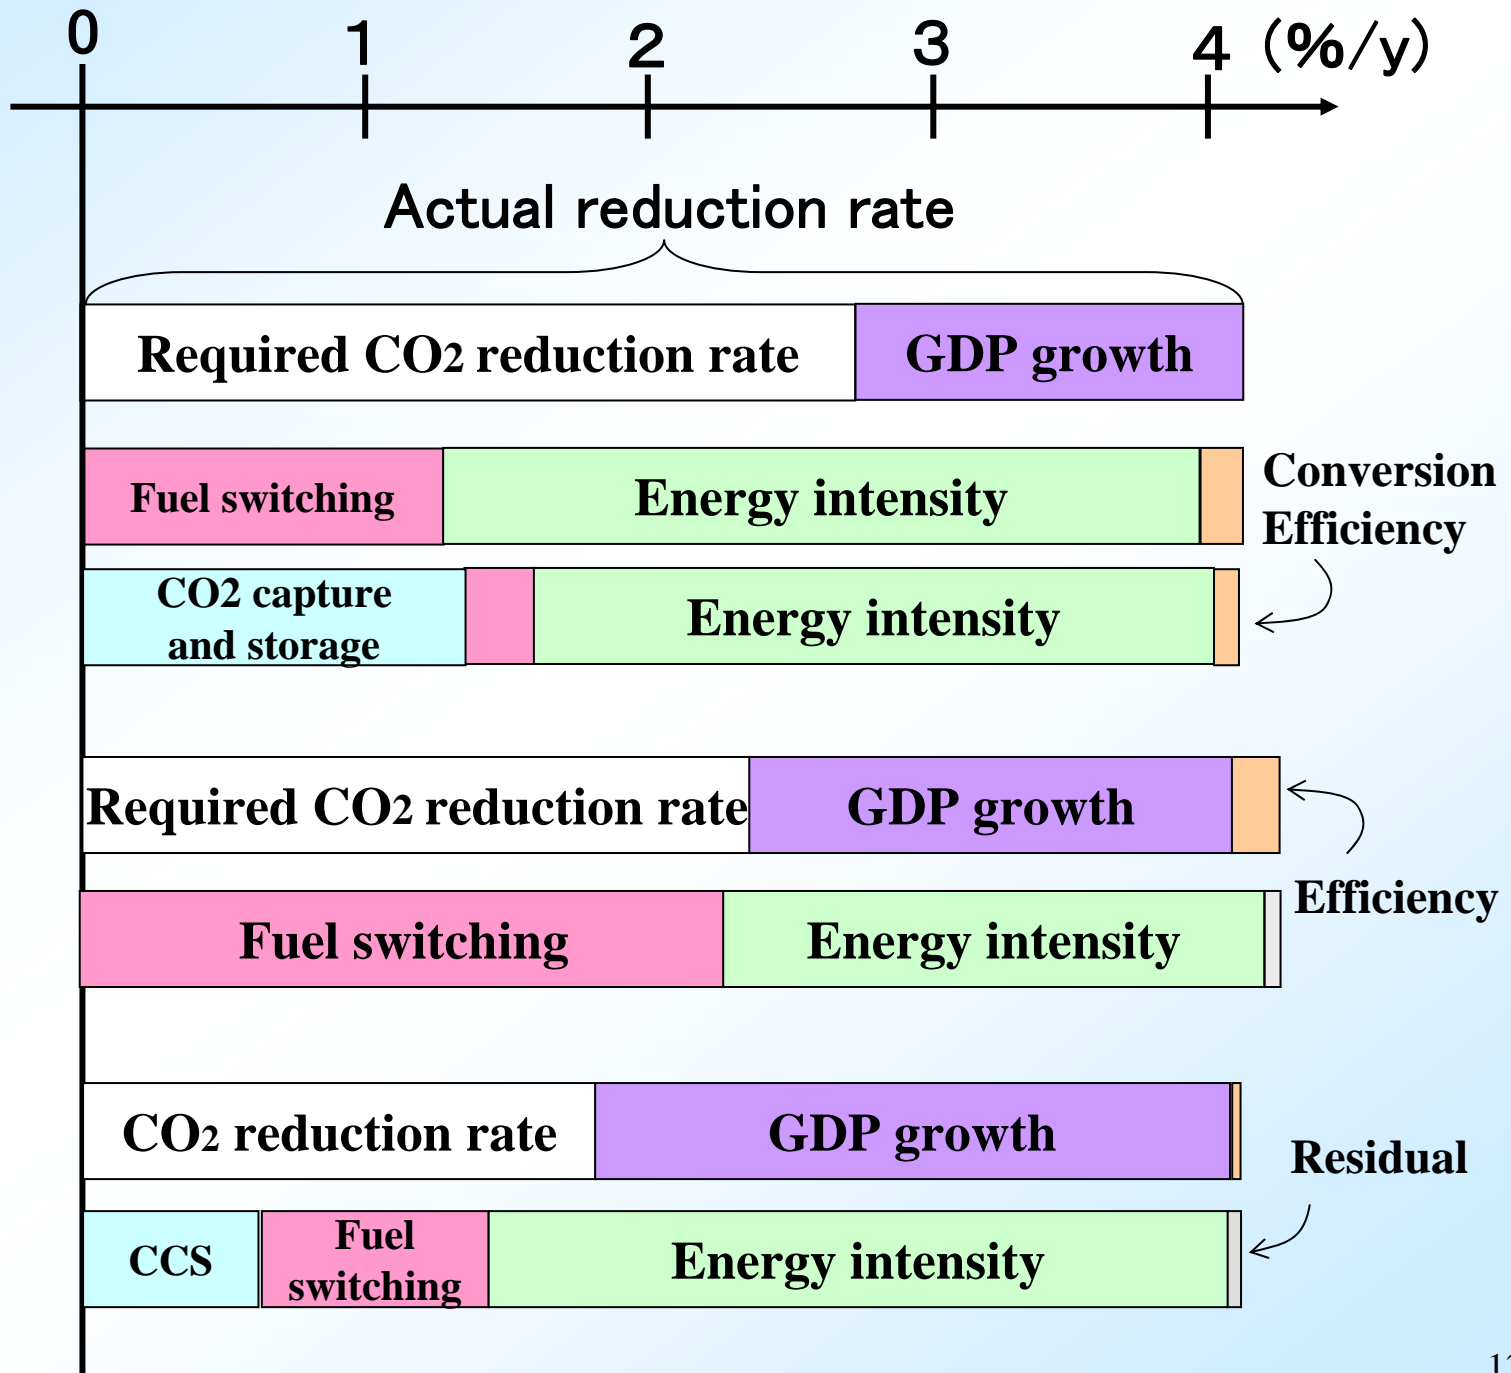 0 1 2 3 4 (%/y)
Actual reduction rate
Required CO2 reduction rate GDP growth
Fuel switching Energy intensity
Conversion
Efficiency
CO2 capture
and storage
Energy intensity
Required CO2 reduction rate GDP growth
Efficiency
Fuel switching Energy intensity
CO2 reduction rate GDP growth
Residual
CCS
Fuel
switching
Energy intensity